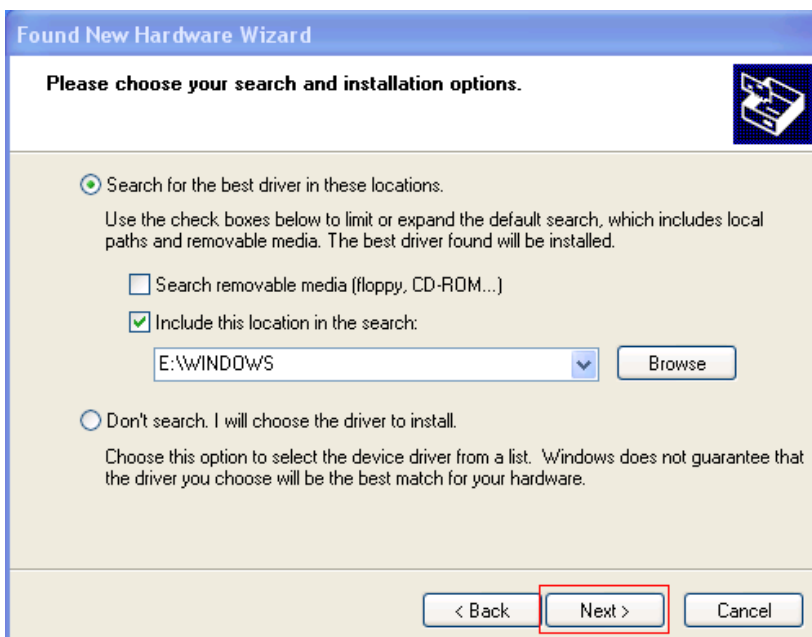 Found New Hardware Wizard
Please choose your search and installation options.
Search for the best driver in these locations.
Use the check boxes below to limit or expand the default search, which includes local
paths and removable media. The best driver found will be installed.
Search removable media (floppy, CD-ROM...)
Include this location in the search:
E:\WINDOWS
Browse
Don't search. I will choose the driver to install.
Choose this option to select the device driver from a list. Windows does not guarantee that
the driver you choose will be the best match for your hardware.
< Back Next > Cancel